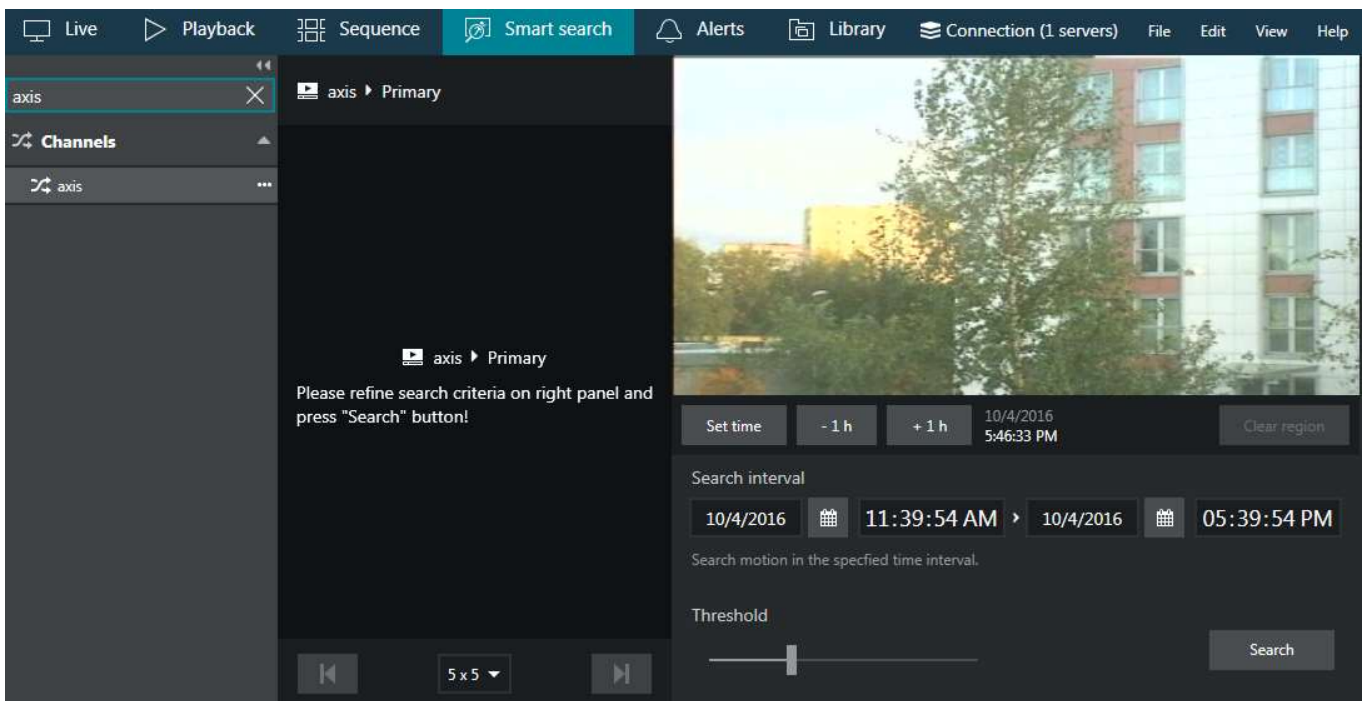 Live Playback Sequence Smart search Alerts Library Connection (1 servers) File Edit View Help
axis
Channels
axis
axis Primary
axis Primary
Please refine search criteria on right panel and
press "Search" button!
5 x 5
Set time - 1 h + 1 h 10/4/2016
5:46:33 PM
Clear region
Search interval
10/4/2016 11:39:54 AM 10/4/2016 05:39:54 PM
Search motion in the specfied time interval.
Threshold
Search